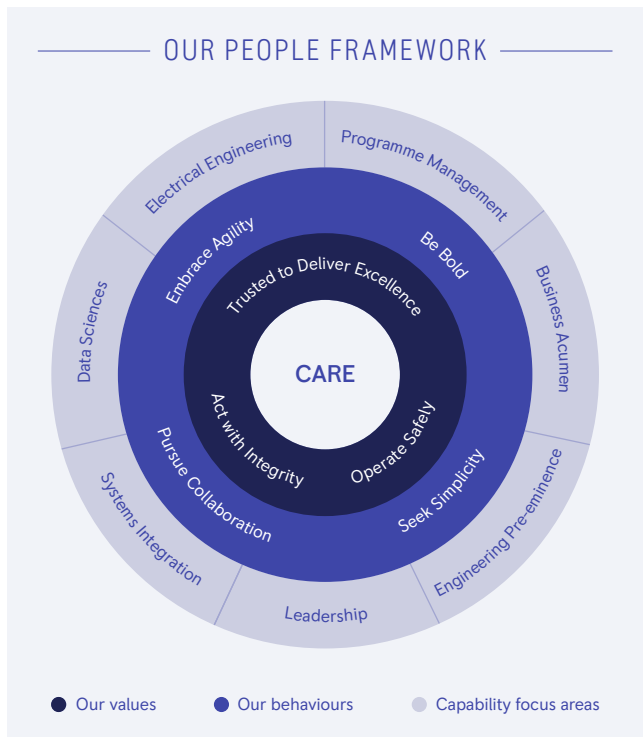 OUR PEOPLE FRAMEWORK
Electrical Engineering
Programme Management
Business Acumen
Engineering Pre-eminence
Leadership
Systems Integration
Data Sciences
Embrace Agility
Be Bold
Seek Simplicity
Pursue Collaboration
Trusted to Deliver Excellence
Operate Safely
Act with Integrity
CARE
Our values
Our behaviours
Capability focus areas